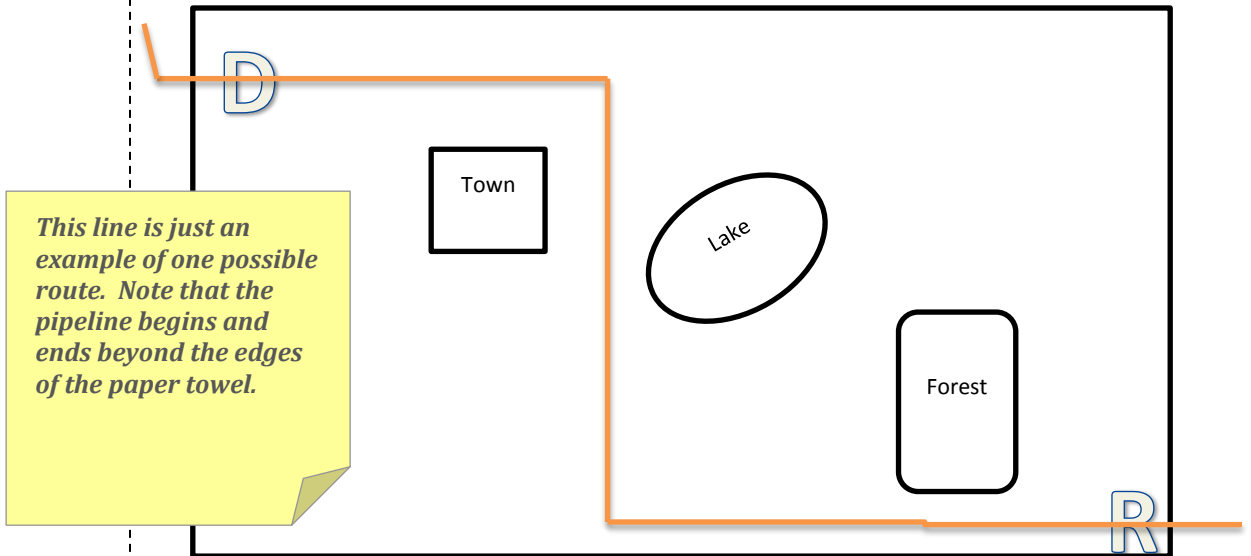 D
Town
Lake
This line is just an
example of one possible
route. Note that the
pipeline begins and
ends beyond the edges
of the paper towel.
Forest
R